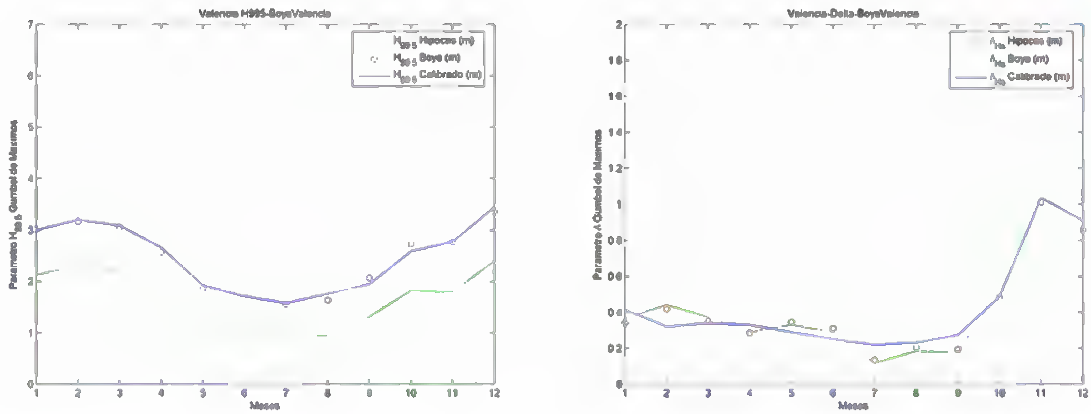 Valencia H995-BoyaValencia
H99 5 Hipocas (m)
H99 5 Boya (m)
H99 5 Calibrado (m)
Parametro H99 5 Gumbel de Maximos
7
6
5
4
3
2
1
0
1 2 3 4 5 6 7 8 9 10 11 12
Meses
Valencia-Delta-BoyaValencia
ΛHs Hipocas (m)
ΛHs Boya (m)
ΛHs Calibrado (m)
Parametro Λ Gumbel de Maximos
2
1 8
1 6
1 4
1 2
1
0 8
0 6
0 4
0 2
0
1 2 3 4 5 6 7 8 9 10 11 12
Meses